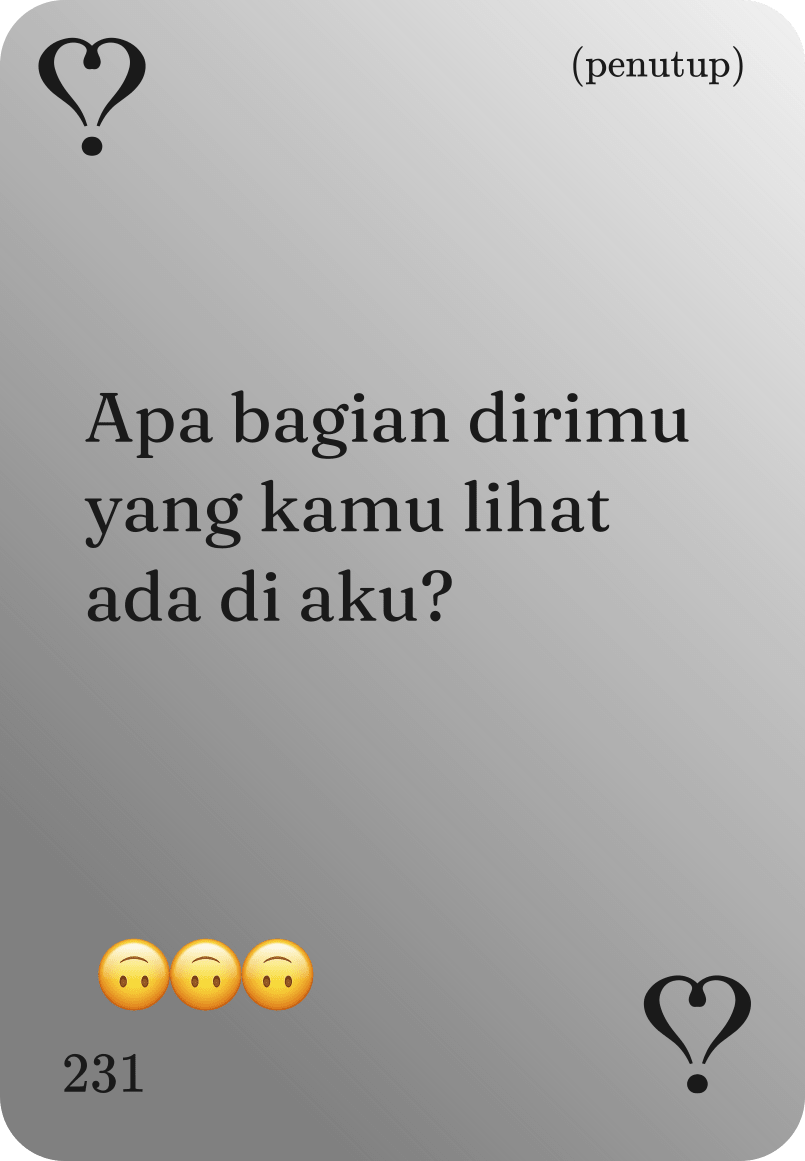 (penutup)
Apa bagian dirimu
yang kamu lihat
ada di aku?
🙃🙃🙃
231